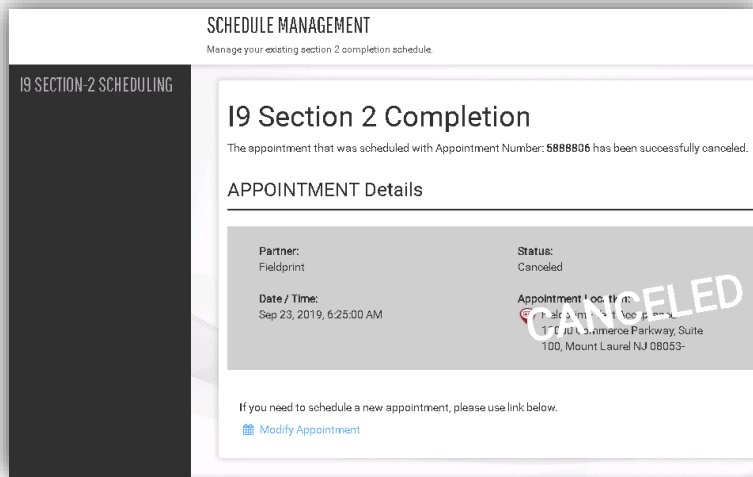 SCHEDULE MANAGEMENT
Manage your existing section 2 completion schedule.
I9 SECTION-2 SCHEDULING
I9 Section 2 Completion
The appointment that was scheduled with Appointment Number: 5888806 has been successfully canceled.
APPOINTMENT Details
Partner:
Fieldprint
Status:
Canceled
Date / Time:
Sep 23, 2019, 6:25:00 AM
Appointment Location:
CANCELED
Commerce Parkway, Suite
100, Mount Laurel NJ 08053-
If you need to schedule a new appointment, please use link below.
Modify Appointment